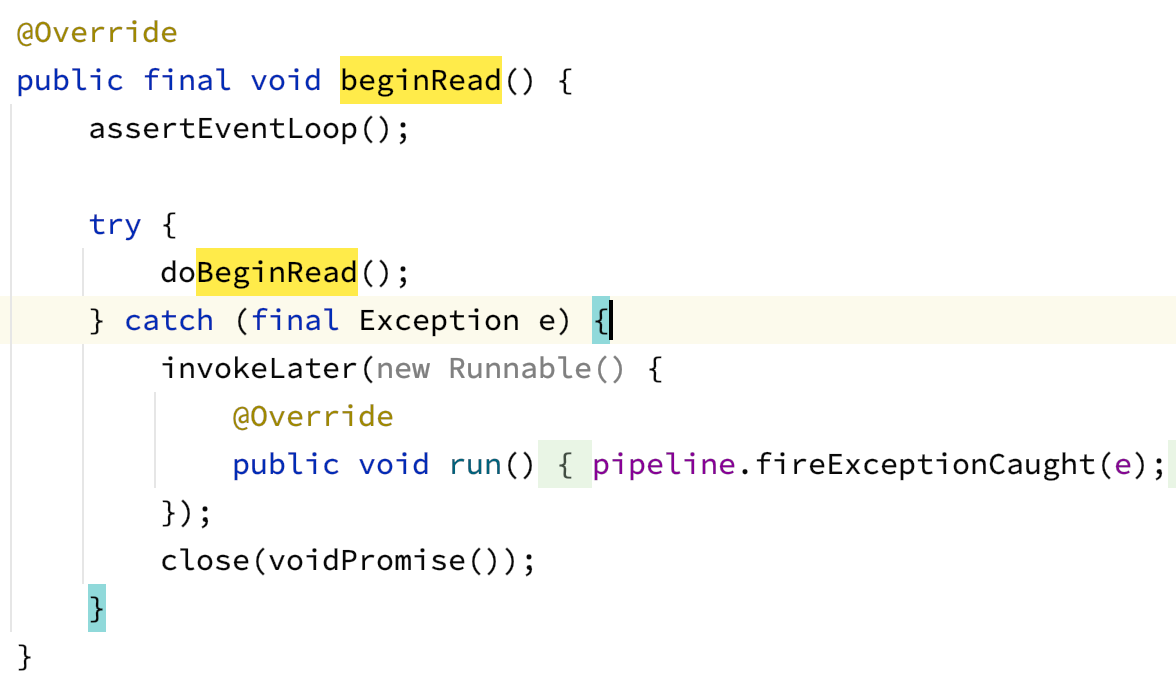 @Override
public final void beginRead() {
    assertEventLoop();

    try {
        doBeginRead();
    } catch (final Exception e) {
        invokeLater(new Runnable() {
            @Override
            public void run() { pipeline.fireExceptionCaught(e);
        });
        close(voidPromise());
    }
}